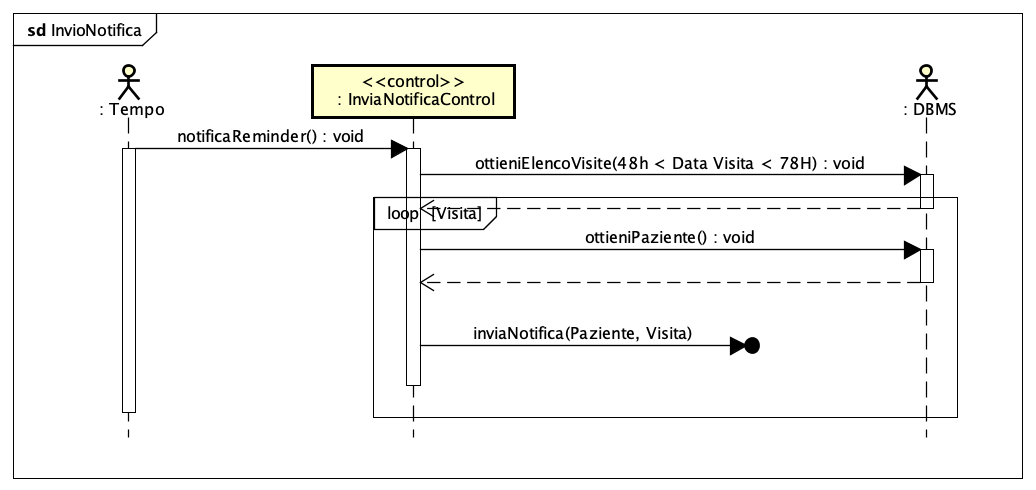 sd InvioNotifica
: Tempo
<<control>>
: InviaNotificaControl
: DBMS
notificaReminder() : void
ottieniElencoVisite(48h < Data Visita < 78H) : void
loop [Visita]
ottieniPaziente() : void
inviaNotifica(Paziente, Visita)